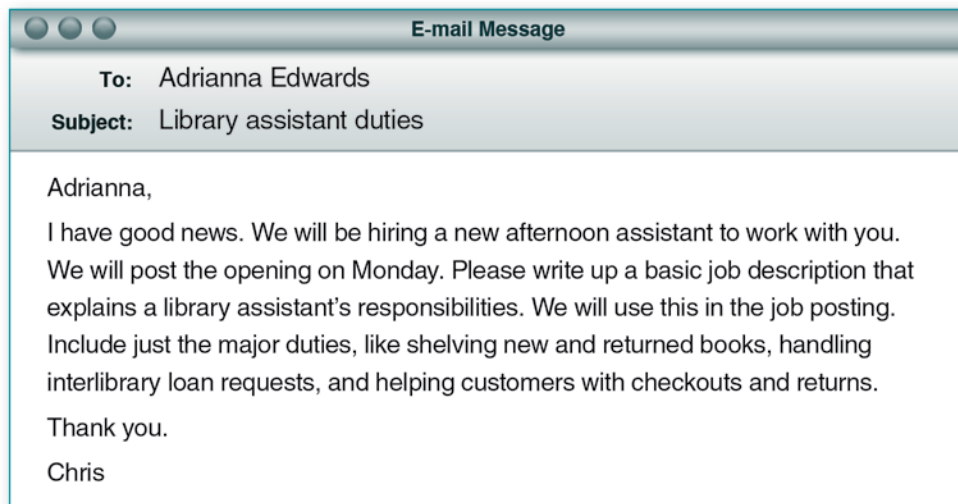 E-mail Message
To: Adrianna Edwards
Subject: Library assistant duties
Adrianna,
I have good news. We will be hiring a new afternoon assistant to work with you.
We will post the opening on Monday. Please write up a basic job description that
explains a library assistant’s responsibilities. We will use this in the job posting.
Include just the major duties, like shelving new and returned books, handling
interlibrary loan requests, and helping customers with checkouts and returns.
Thank you.
Chris